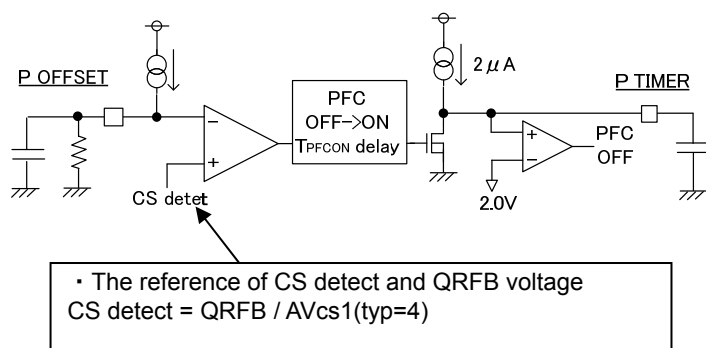 P OFFSET
2μA
P TIMER
PFC
OFF->ON
TPFCON delay
−
+
CS detet
+
−
2.0V
PFC
OFF
・The reference of CS detect and QRFB voltage
CS detect = QRFB / AVcs1(typ=4)